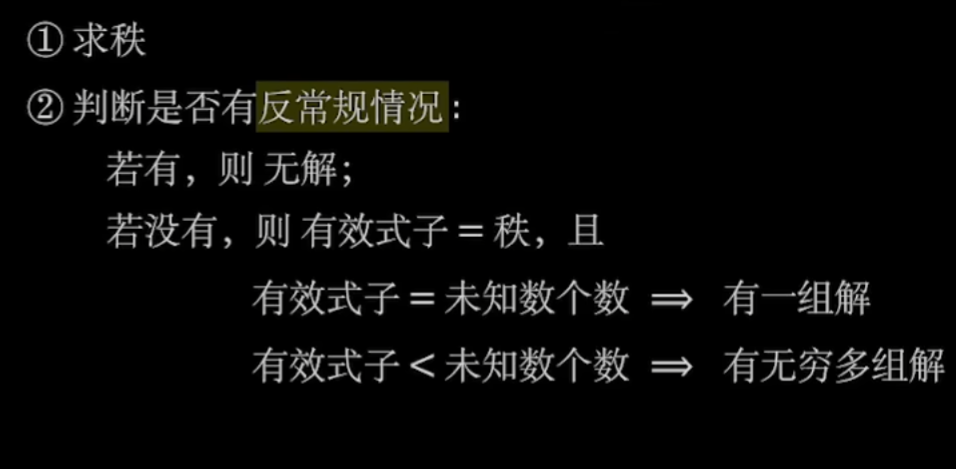 ① 求秩
② 判断是否有反常规情况：
若有，则 无解；
若没有，则 有效式子 = 秩，且
有效式子 = 未知数个数 ⟹ 有一组解
有效式子 < 未知数个数 ⟹ 有无穷多组解